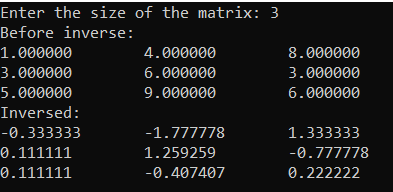 Enter the size of the matrix: 3
Before inverse:
1.000000 4.000000 8.000000
3.000000 6.000000 3.000000
5.000000 9.000000 6.000000
Inversed:
-0.333333 -1.777778 1.333333
0.111111 1.259259 -0.777778
0.111111 -0.407407 0.222222